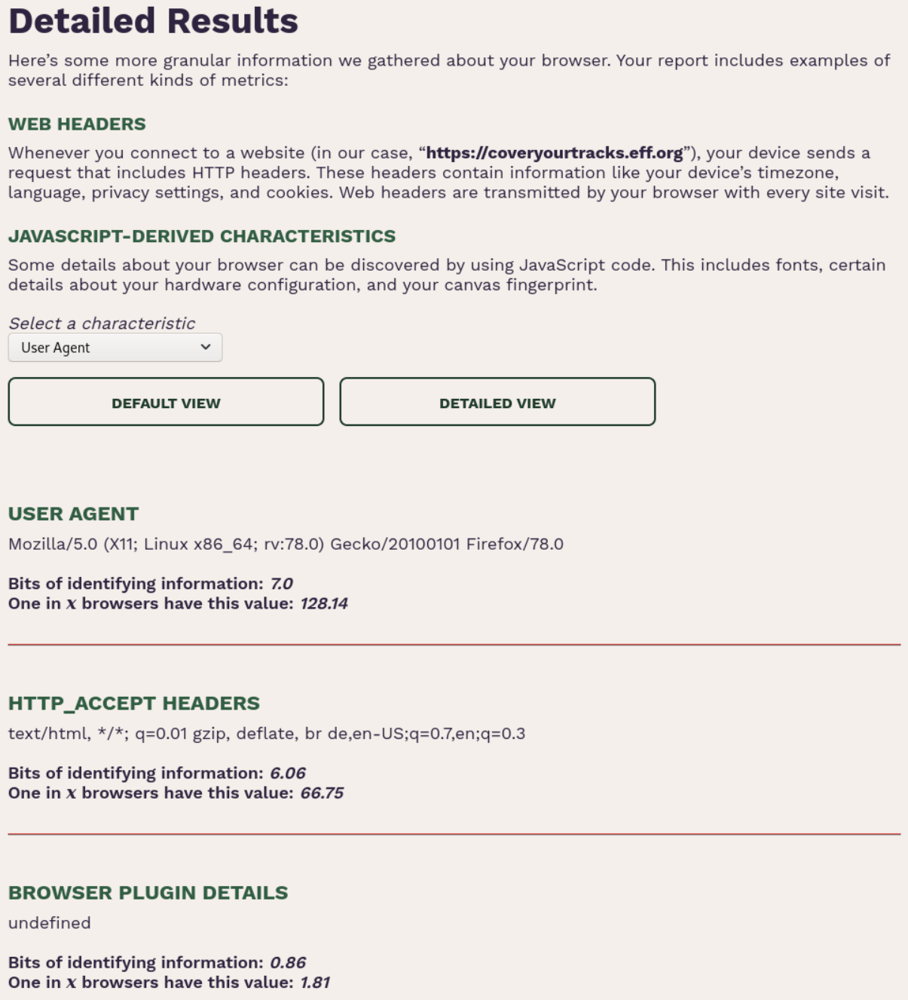 Detailed Results
Here’s some more granular information we gathered about your browser. Your report includes examples of
several different kinds of metrics:
WEB HEADERS
Whenever you connect to a website (in our case, “https://coveryourtracks.eff.org”), your device sends a
request that includes HTTP headers. These headers contain information like your device’s timezone,
language, privacy settings, and cookies. Web headers are transmitted by your browser with every site visit.
JAVASCRIPT-DERIVED CHARACTERISTICS
Some details about your browser can be discovered by using JavaScript code. This includes fonts, certain
details about your hardware configuration, and your canvas fingerprint.
Select a characteristic
User Agent
DEFAULT VIEW DETAILED VIEW
USER AGENT
Mozilla/5.0 (X11; Linux x86_64; rv:78.0) Gecko/20100101 Firefox/78.0
Bits of identifying information: 7.0
One in x browsers have this value: 128.14
HTTP_ACCEPT HEADERS
text/html, */*; q=0.01 gzip, deflate, br de,en-US;q=0.7,en;q=0.3
Bits of identifying information: 6.06
One in x browsers have this value: 66.75
BROWSER PLUGIN DETAILS
undefined
Bits of identifying information: 0.86
One in x browsers have this value: 1.81